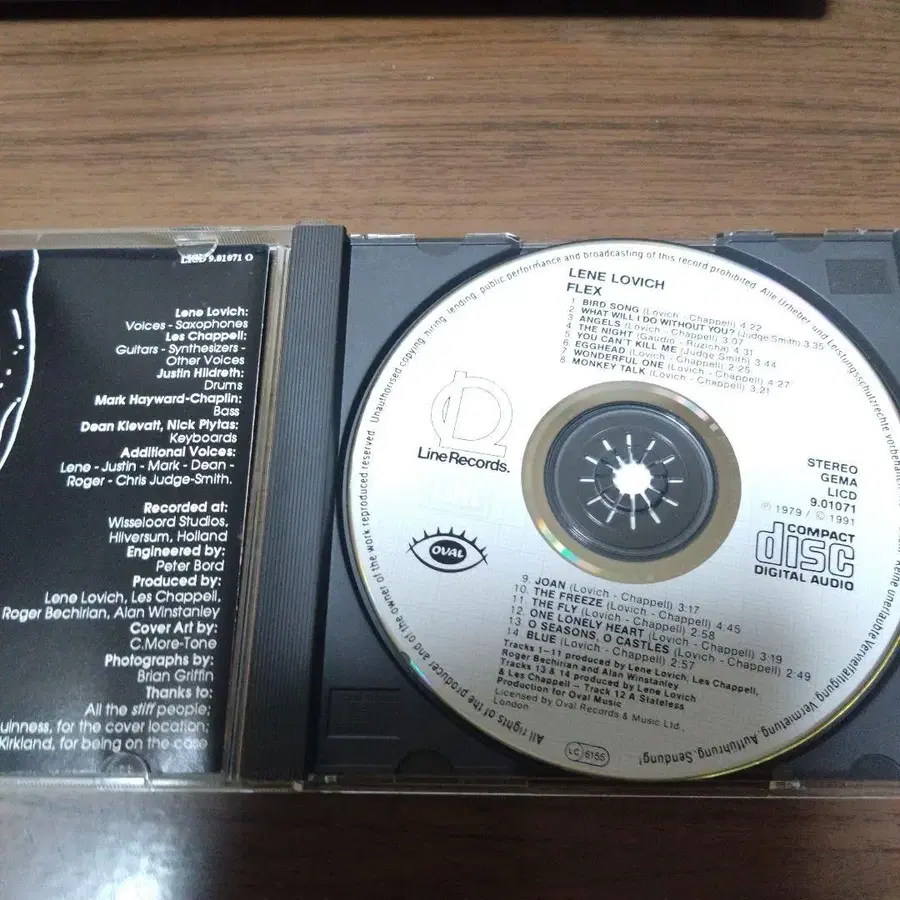 LICD 9.01071 O
Lene Lovich:
Voices - Saxophones
Les Chappell:
Guitars - Synthesizers -
Other Voices
Justin Hildreth:
Drums
Mark Hayward-Chaplin:
Bass
Dean Klevatt, Nick Plytas:
Keyboards
Additional Voices:
Lene - Justin - Mark - Dean -
Roger - Chris Judge-Smith.
Recorded at:
Wisseloord Studios,
Hilversum, Holland
Engineered by:
Peter Bord
Produced by:
Lene Lovich, Les Chappell,
Roger Bechirian, Alan Winstanley
Cover Art by:
C.More-Tone
Photographs by:
Brian Griffin
Thanks to:
All the stiff people;
uinness, for the cover location;
Kirkland, for being on the case
All rights of the producer and of the owner of the work reproduced reserved. Unauthorised copying, hiring, lending, public performance and broadcasting of this record prohibited. Alle Urheber und Leistungsschutzrechte vorbehalten. Keine unerlaubte Vervielfältigung, Vermietung, Aufführung, Sendung!
LENE LOVICH
FLEX
1 BIRD SONG (Lovich - Chappell) 4:22
2 WHAT WILL I DO WITHOUT YOU? (Judge Smith) 3:35
3 ANGELS (Lovich - Chappell) 3:07
4 THE NIGHT (Gaudio - Ruzicha) 4:31
5 YOU CAN'T KILL ME (Judge Smith) 3:44
6 EGGHEAD (Lovich - Chappell) 2:25
7 WONDERFUL ONE (Lovich - Chappell) 4:27
8 MONKEY TALK (Lovich - Chappell) 3:21
Line Records.
OVAL
STEREO
GEMA
LICD
9.01071
℗ 1979 / © 1991
COMPACT
disc
DIGITAL AUDIO
9. JOAN (Lovich - Chappell) 3:17
10. THE FREEZE (Lovich - Chappell) 4:45
11 THE FLY (Lovich - Chappell) 2:58
12 ONE LONELY HEART (Lovich - Chappell) 3:19
13 O SEASONS, O CASTLES (Lovich - Chappell) 2:49
14 BLUE (Lovich - Chappell) 2:57
Tracks 1-11 produced by Lene Lovich, Les Chappell,
Roger Bechirian and Alan Winstanley
Tracks 13 & 14 produced by Lene Lovich
& Les Chappell - Track 12 A Stateless
Production for Oval Music
Licensed by Oval Records & Music Ltd.,
London
LC 6155